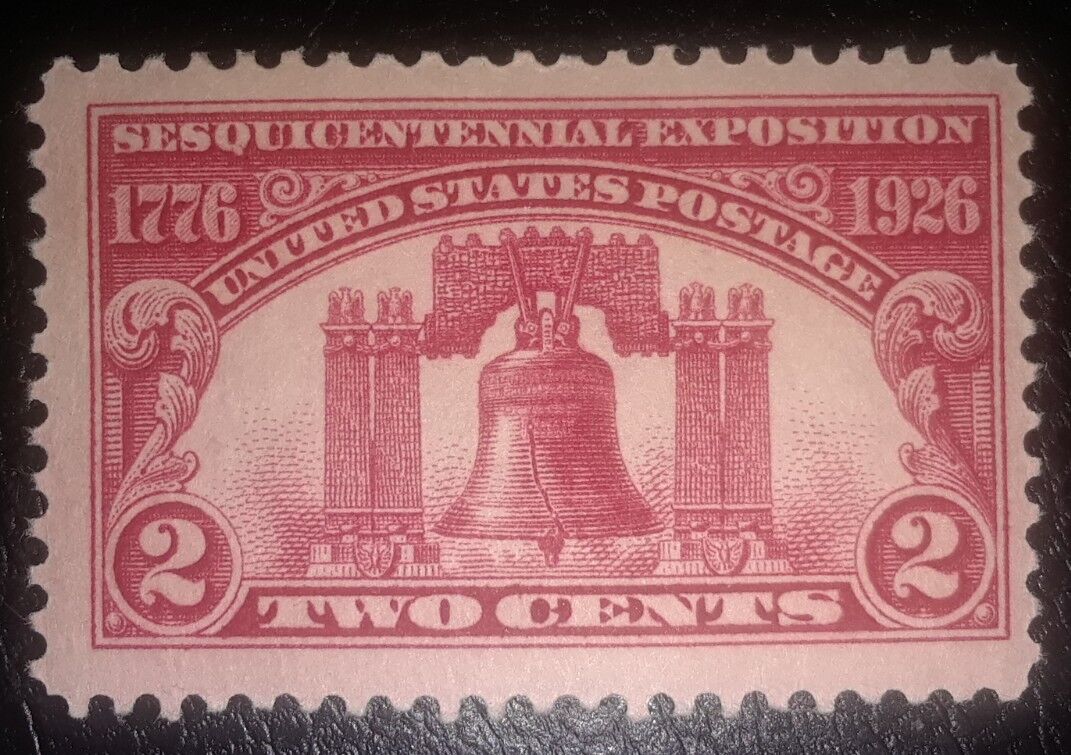 SESQUICENTENNIAL EXPOSITION
1776 1926
UNITED STATES POSTAGE
2 2
TWO CENTS